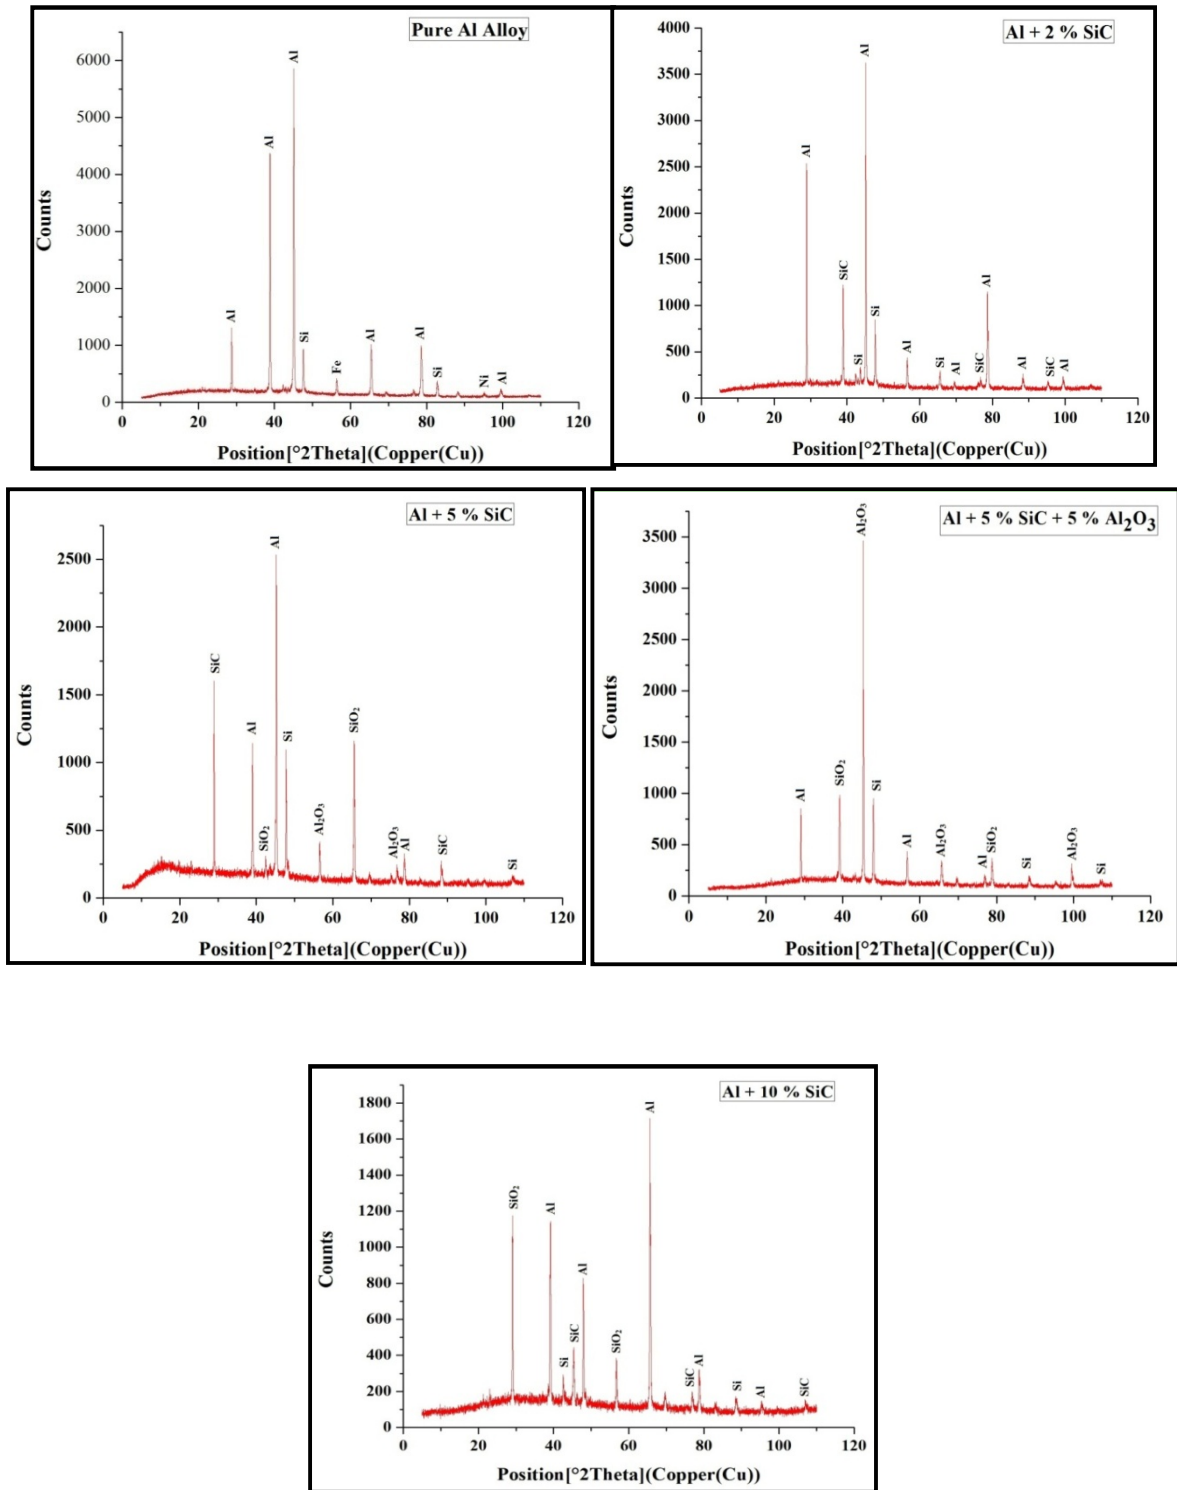 Pure Al Alloy
6000
5000
4000
3000
2000
1000
0
Counts
Al
Al
Al
Si
Fe
Al
Al
Si
Ni
Al
0 20 40 60 80 100 120
Position[°2Theta](Copper(Cu))
Al + 2 % SiC
4000
3500
3000
2500
2000
1500
1000
500
0
Counts
Al
SiC
Si
Al
Si
Al
Si
Al
SiC
Al
Al
SiC
Al
0 20 40 60 80 100 120
Position[°2Theta](Copper(Cu))
Al + 5 % SiC
2500
2000
1500
1000
500
0
Counts
SiC
Al
SiO₂
Al
Si
Al₂O₃
SiO₂
Al₂O₃
Al
SiC
Si
0 20 40 60 80 100 120
Position[°2Theta](Copper(Cu))
Al + 5 % SiC + 5 % Al₂O₃
3500
3000
2500
2000
1500
1000
500
0
Counts
Al
SiO₂
Al₂O₃
Si
Al
Al₂O₃
Al
SiO₂
Si
Al₂O₃
Si
0 20 40 60 80 100 120
Position[°2Theta](Copper(Cu))
Al + 10 % SiC
1800
1600
1400
1200
1000
800
600
400
200
0
Counts
SiO₂
Al
Si
SiC
Al
SiO₂
Al
SiC
Al
Si
Al
SiC
0 20 40 60 80 100 120
Position[°2Theta](Copper(Cu))